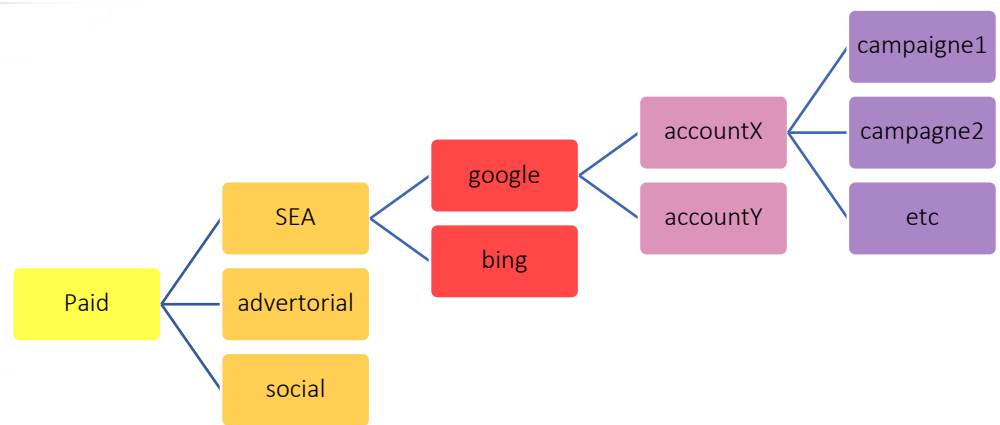 Paid
SEA
advertorial
social
google
bing
accountX
accountY
campaigne1
campagne2
etc